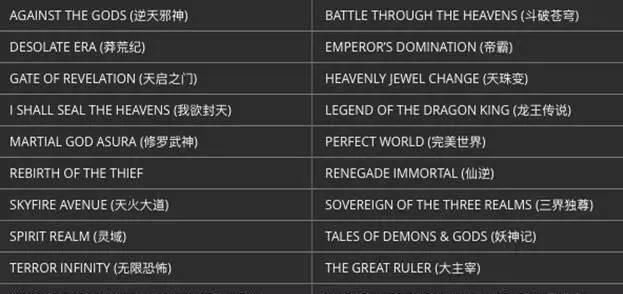 AGAINST THE GODS (逆天邪神)
BATTLE THROUGH THE HEAVENS (斗破苍穹)
DESOLATE ERA (莽荒纪)
EMPEROR'S DOMINATION (帝霸)
GATE OF REVELATION (天启之门)
HEAVENLY JEWEL CHANGE (天珠变)
I SHALL SEAL THE HEAVENS (我欲封天)
LEGEND OF THE DRAGON KING (龙王传说)
MARTIAL GOD ASURA (修罗武神)
PERFECT WORLD (完美世界)
REBIRTH OF THE THIEF
RENEGADE IMMORTAL (仙逆)
SKYFIRE AVENUE (天火大道)
SOVEREIGN OF THE THREE REALMS (三界独尊)
SPIRIT REALM (灵域)
TALES OF DEMONS & GODS (妖神记)
TERROR INFINITY (无限恐怖)
THE GREAT RULER (大主宰)